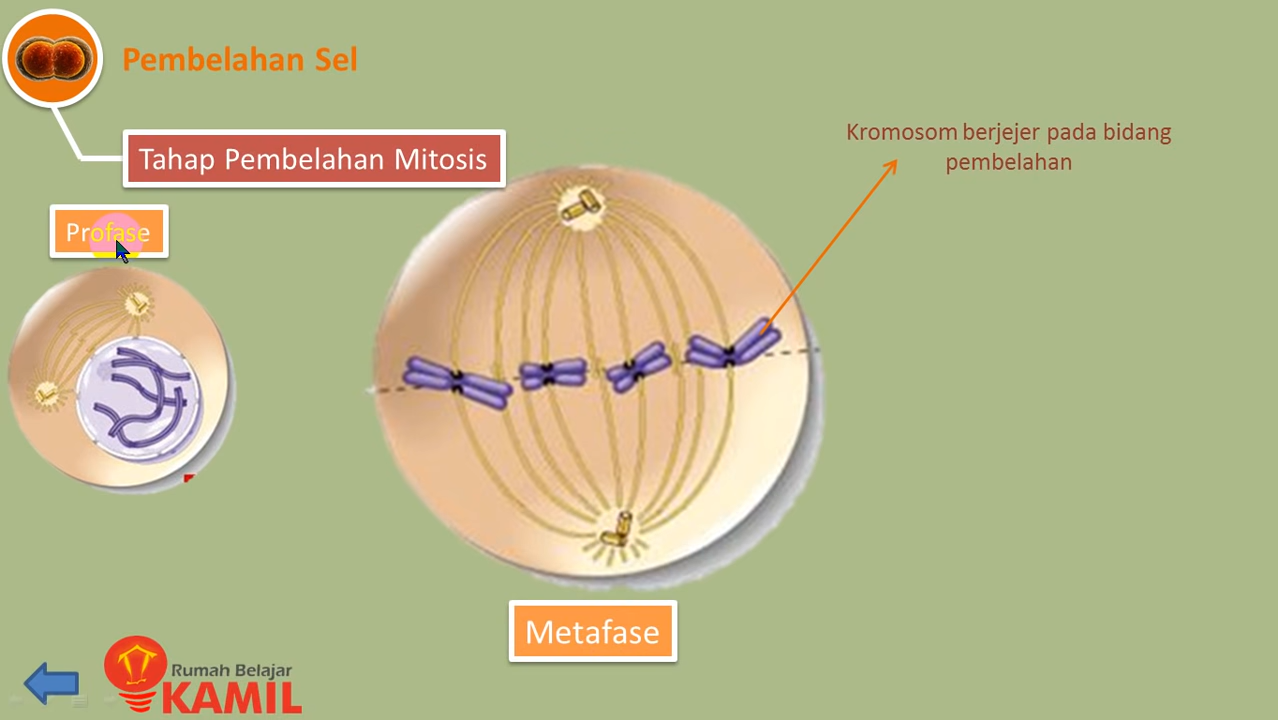 Pembelahan Sel
Tahap Pembelahan Mitosis
Kromosom berjejer pada bidang
pembelahan
Profase
Metafase
Rumah Belajar
KAMIL